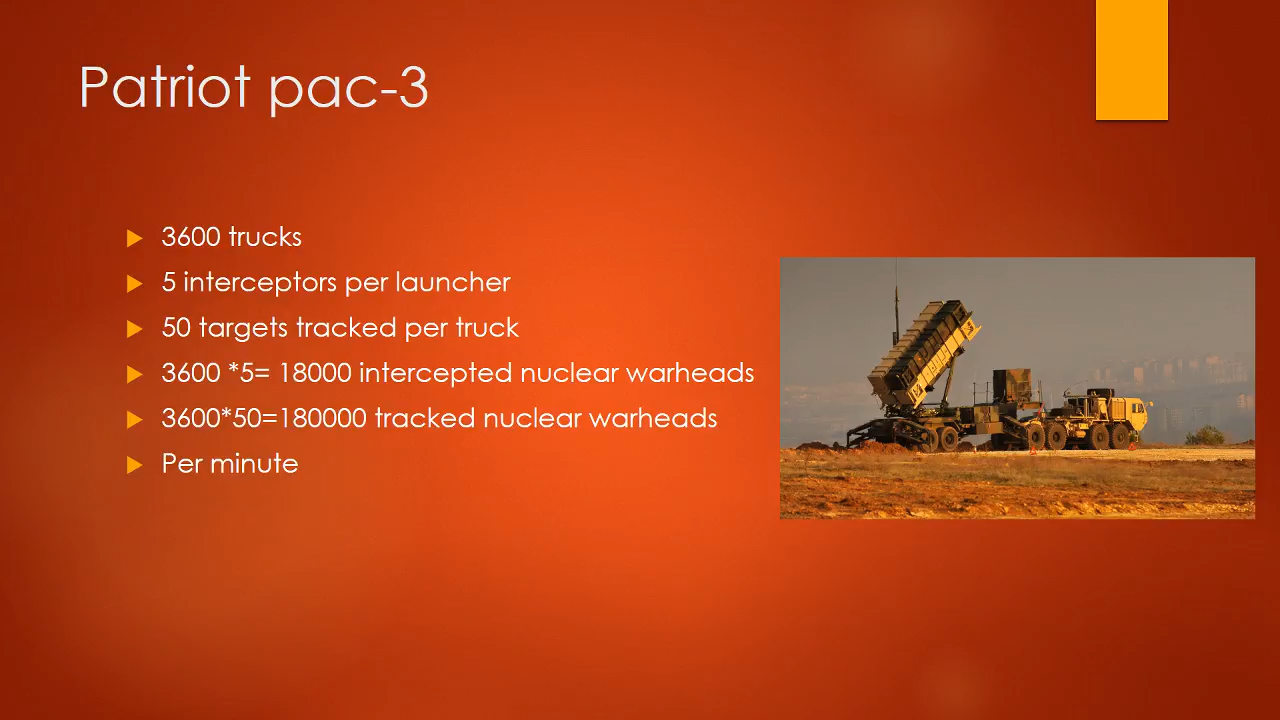 Patriot pac-3
3600 trucks
5 interceptors per launcher
50 targets tracked per truck
3600 *5= 18000 intercepted nuclear warheads
3600*50=180000 tracked nuclear warheads
Per minute